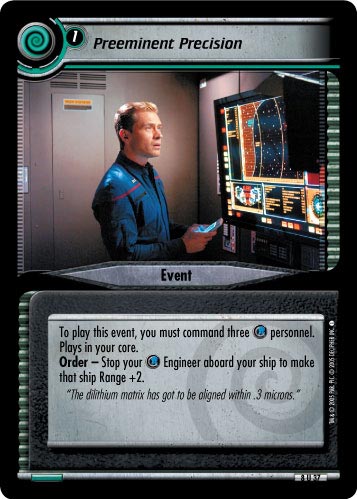 1
Preeminent Precision
Event
To play this event, you must command three personnel.
Plays in your core.
Order – Stop your Engineer aboard your ship to
make that ship Range +2.
"The dilithium matrix has got to be aligned within .3 microns."
8 U 37